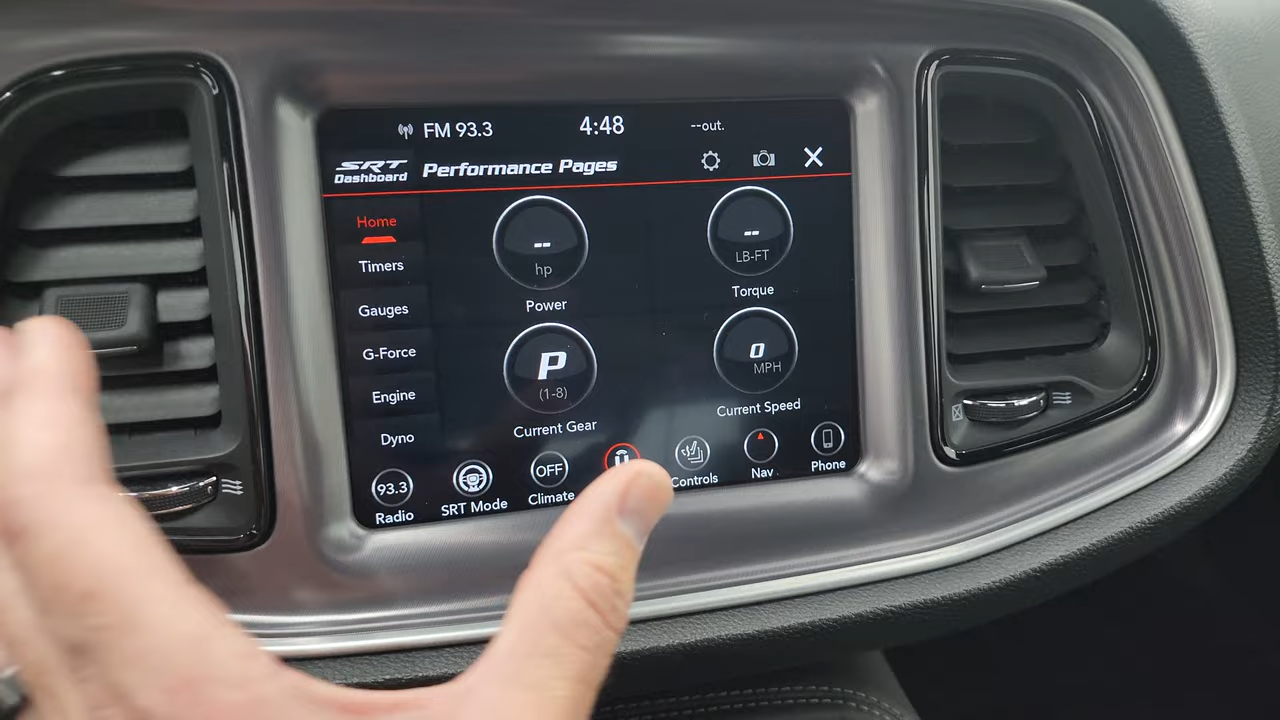 FM 93.3
4:48
--out.
SRT
Dashboard
Performance Pages
Home
Timers
Gauges
G-Force
Engine
Dyno
--
hp
Power
--
LB-FT
Torque
P
(1-8)
Current Gear
0
MPH
Current Speed
93.3
Radio
SRT Mode
OFF
Climate
Controls
Nav
Phone